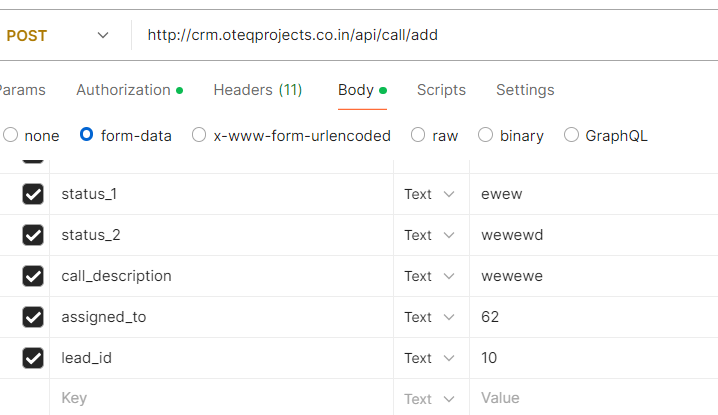 POST http://crm.oteqprojects.co.in/api/call/add
Params Authorization Headers (11) Body Scripts Settings
none form-data x-www-form-urlencoded raw binary GraphQL
status_1 Text ewew
status_2 Text wewewd
call_description Text wewewe
assigned_to Text 62
lead_id Text 10
Key Text Value